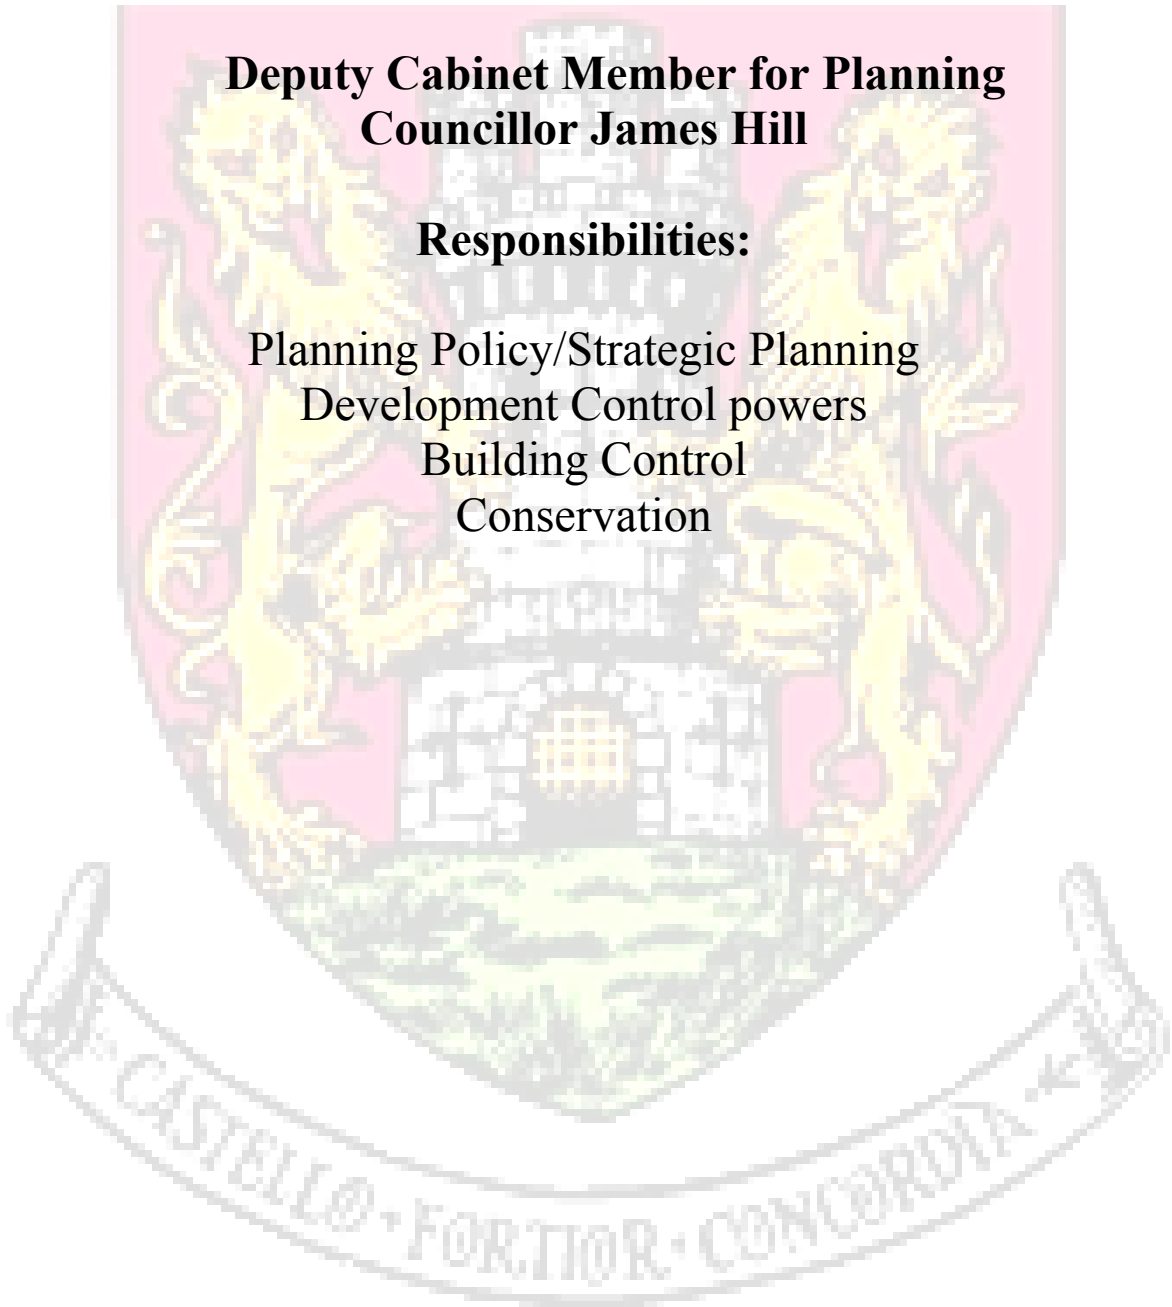 Deputy Cabinet Member for Planning
Councillor James Hill
Responsibilities:
Planning Policy/Strategic Planning
Development Control powers
Building Control
Conservation
·CASTELLO·FORTIOR·CONCORDIA·